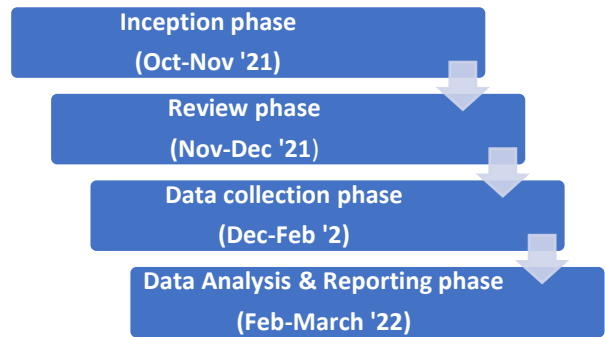 Inception phase
(Oct-Nov '21)
Review phase
(Nov-Dec '21)
Data collection phase
(Dec-Feb '2)
Data Analysis & Reporting phase
(Feb-March '22)